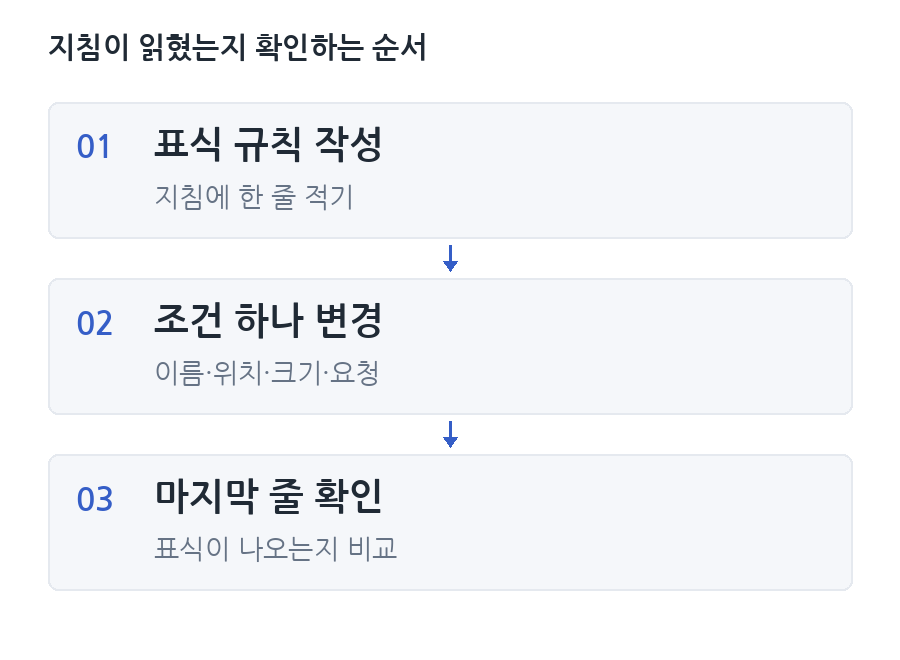 지침이 읽혔는지 확인하는 순서
01 표식 규칙 작성
지침에 한 줄 적기
02 조건 하나 변경
이름·위치·크기·요청
03 마지막 줄 확인
표식이 나오는지 비교